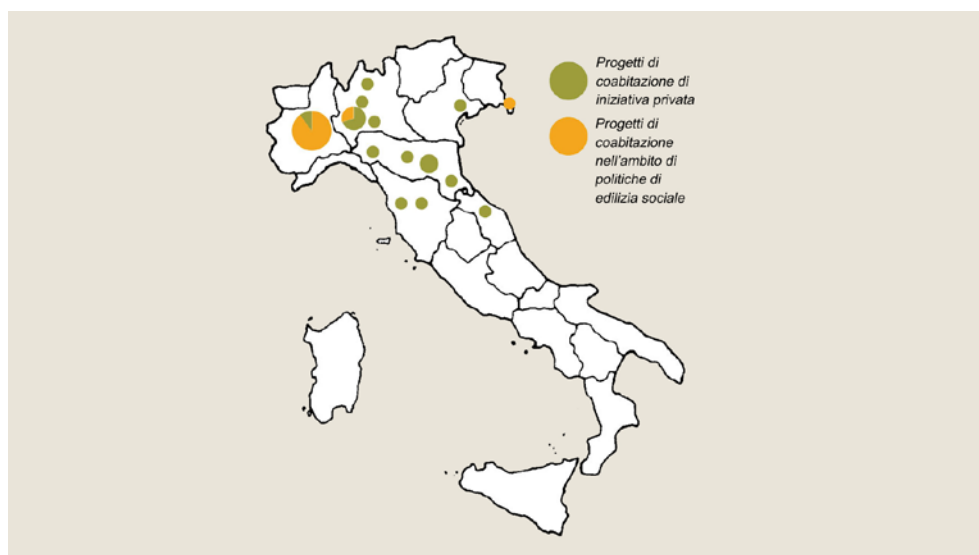 Progetti di
coabitazione di
iniziativa privata
Progetti di
coabitazione
nell'ambito di
politiche di
edilizia sociale